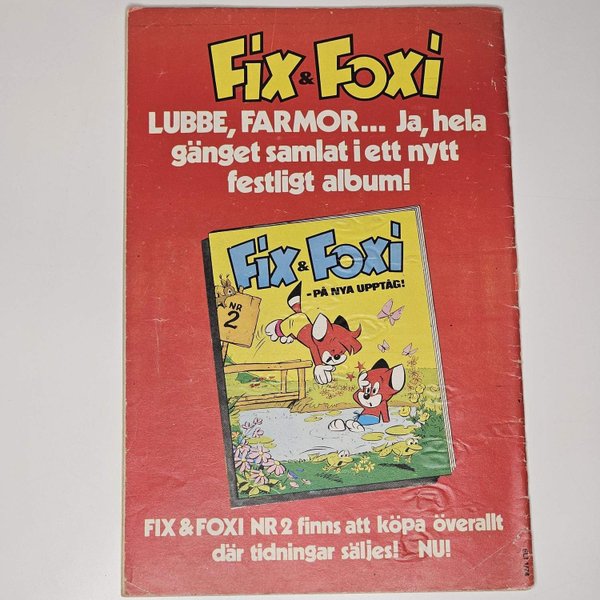 Fix & Foxi
LUBBE, FARMOR... Ja, hela
gänget samlat i ett nytt
festligt album!
Fix & Foxi
- PÅ NYA UPPTÅG!
NR
2
FIX & FOXI NR 2 finns att köpa överallt
där tidningar säljes! NU!